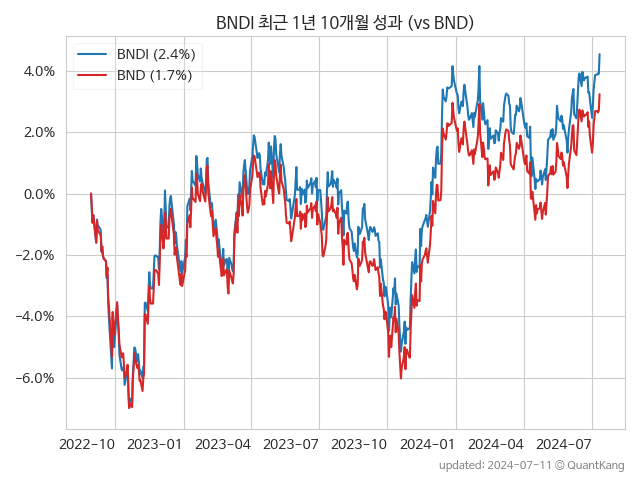 BNDI 최근 1년 10개월 성과 (vs BND)
BNDI (2.4%)
BND (1.7%)
4.0%
2.0%
0.0%
−2.0%
−4.0%
−6.0%
2022-10 2023-01 2023-04 2023-07 2023-10 2024-01 2024-04 2024-07
updated: 2024-07-11 © QuantKang